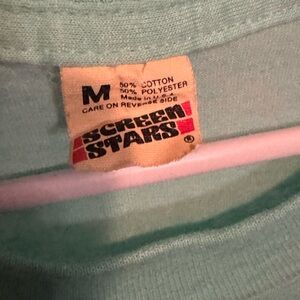 M
50% COTTON
50% POLYESTER
Made in U.S.A.
CARE ON REVERSE SIDE
SCREEN
STARS
®